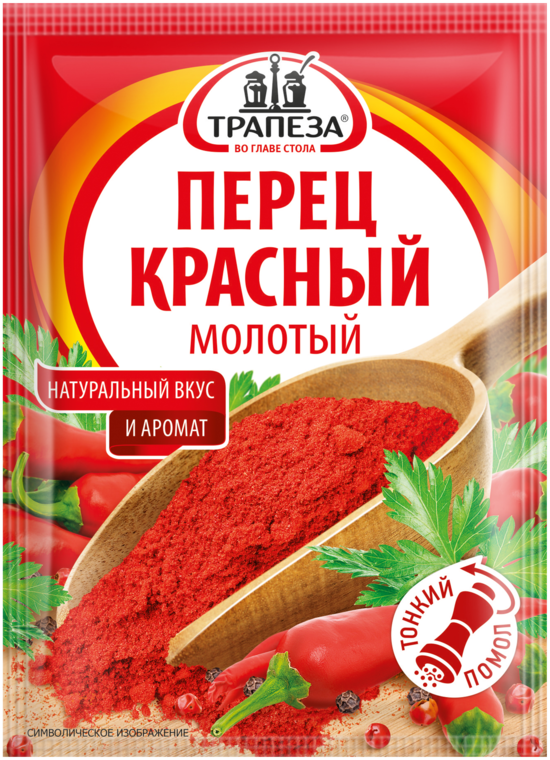 ТРАПЕЗА®
ВО ГЛАВЕ СТОЛА
ПЕРЕЦ
КРАСНЫЙ
МОЛОТЫЙ
НАТУРАЛЬНЫЙ ВКУС
И АРОМАТ
ТОНКИЙ
ПОМОЛ
СИМВОЛИЧЕСКОЕ ИЗОБРАЖЕНИЕ